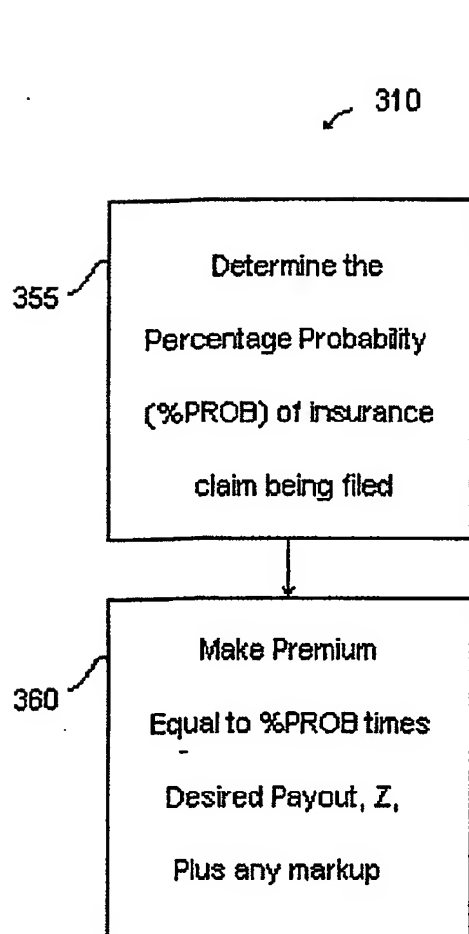 310
355
Determine the
Percentage Probability
(%PROB) of insurance
claim being filed
360
Make Premium
Equal to %PROB times
Desired Payout, Z,
Plus any markup